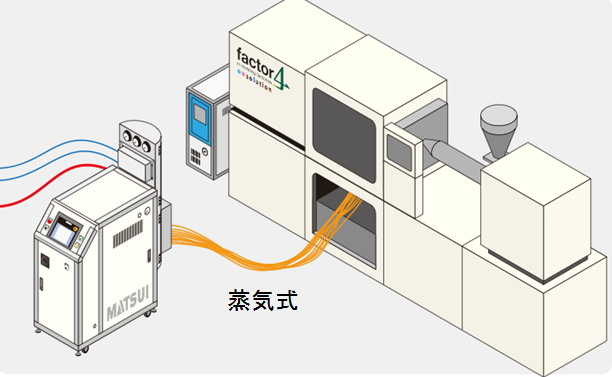 factor4
solution
MATSUI
蒸気式